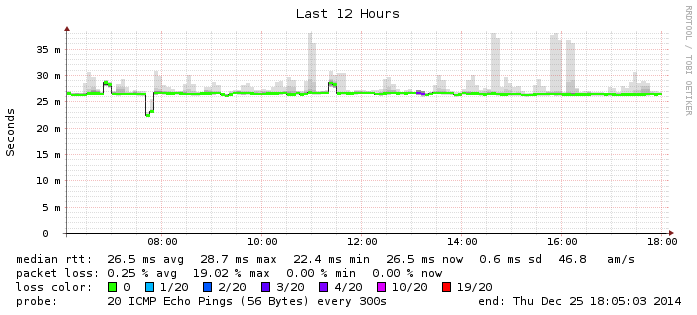 Last 12 Hours
RRDTOOL / TOBI OETIKER
Seconds
35 m
30 m
25 m
20 m
15 m
10 m
5 m
0
08:00 10:00 12:00 14:00 16:00 18:00
median rtt: 26.5 ms avg 28.7 ms max 22.4 ms min 26.5 ms now 0.6 ms sd 46.8 am/s
packet loss: 0.25 % avg 19.02 % max 0.00 % min 0.00 % now
loss color: 0 1/20 2/20 3/20 4/20 10/20 19/20
probe: 20 ICMP Echo Pings (56 Bytes) every 300s end: Thu Dec 25 18:05:03 2014